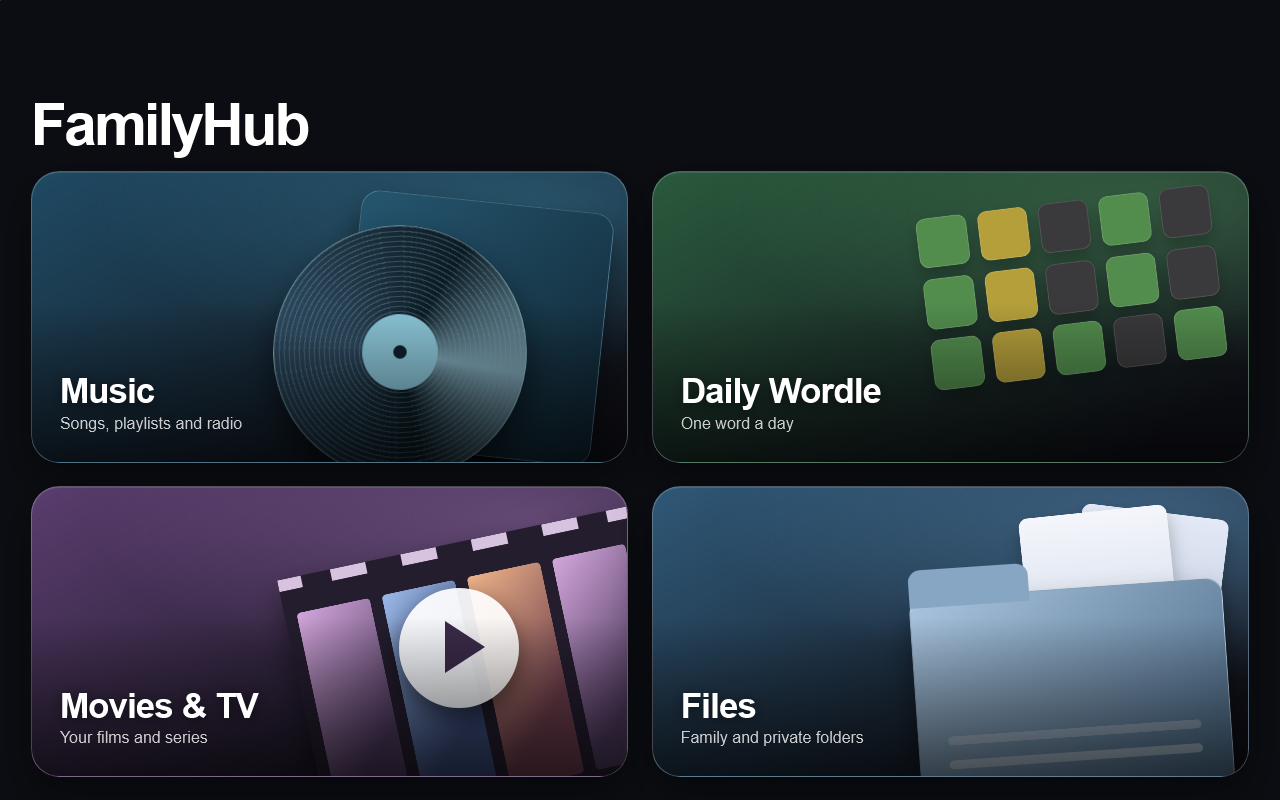 FamilyHub
Music
Songs, playlists and radio
Daily Wordle
One word a day
Movies & TV
Your films and series
Files
Family and private folders